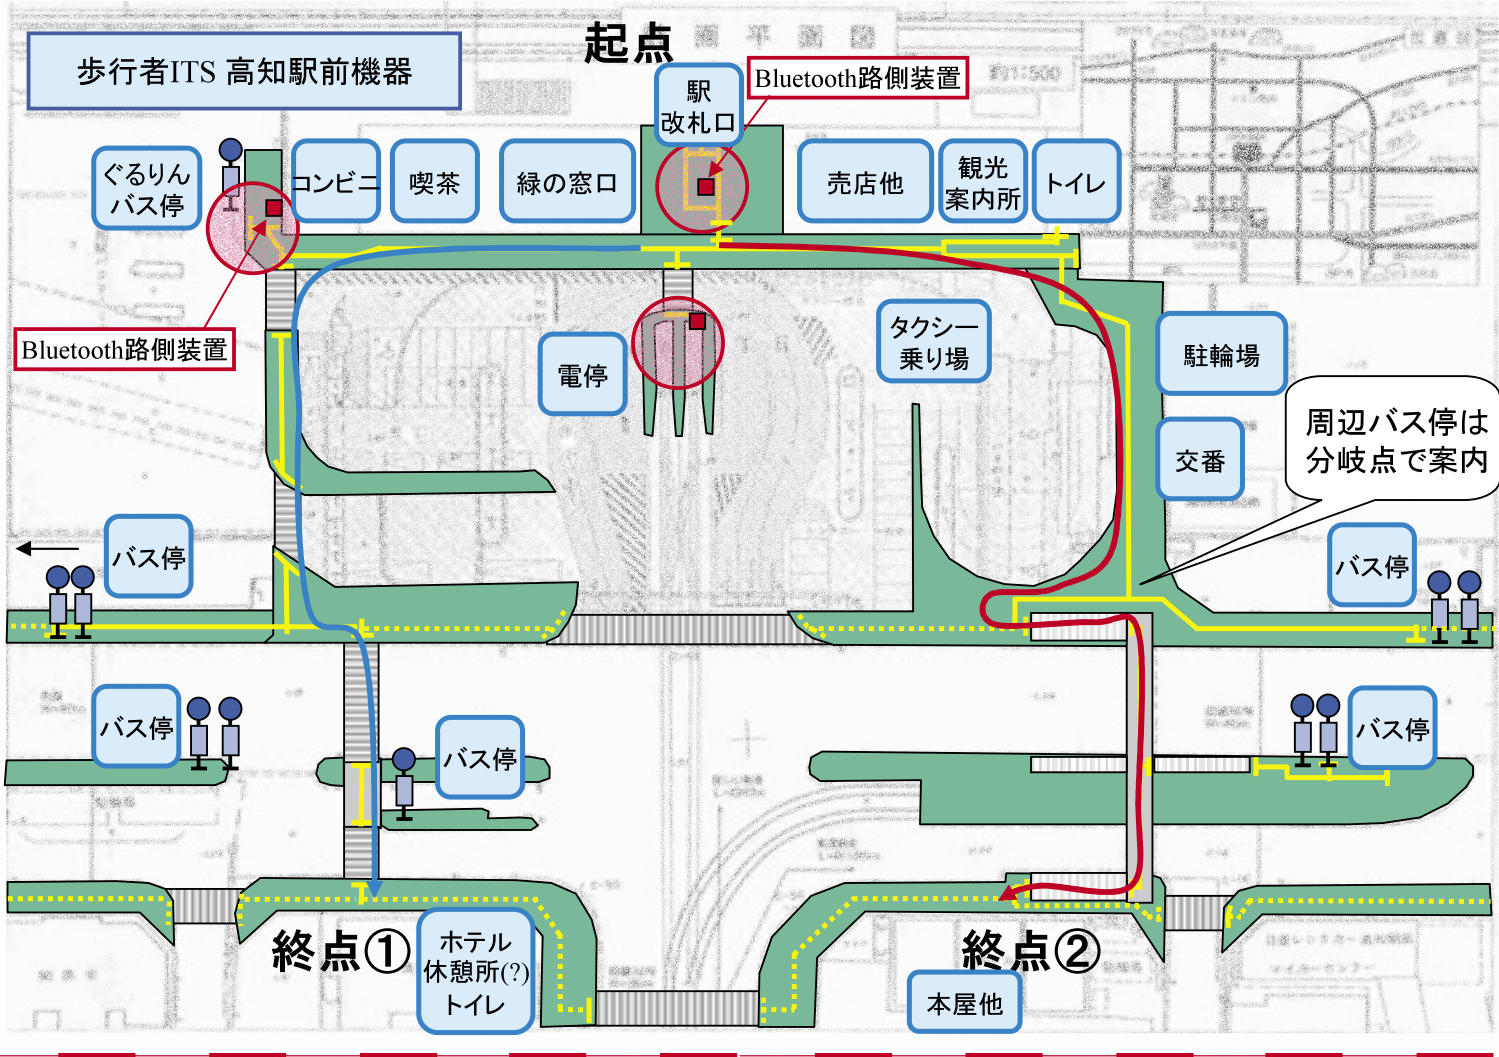 起点
歩行者ITS 高知駅前機器
駅
改札口
Bluetooth路側装置
ぐるりん
バス停
コンビニ
喫茶
緑の窓口
売店他
観光
案内所
トイレ
Bluetooth路側装置
電停
タクシー
乗り場
駐輪場
交番
周辺バス停は
分岐点で案内
バス停
バス停
バス停
バス停
バス停
終点①
ホテル
休憩所(?)
トイレ
終点②
本屋他